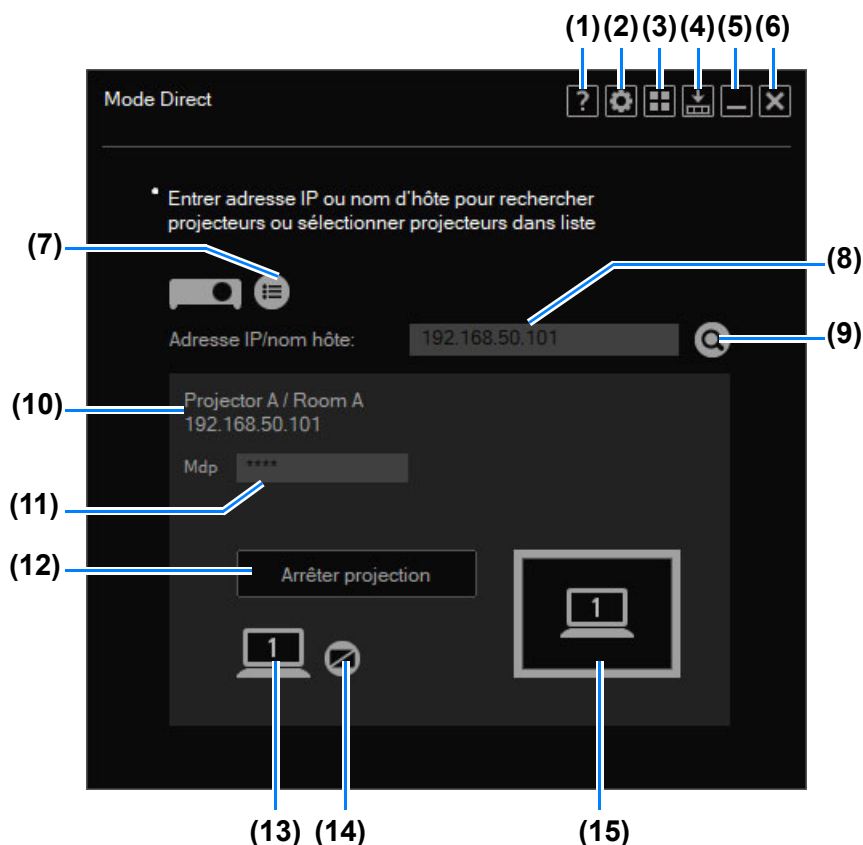 (1) (2) (3) (4) (5) (6)
Mode Direct
?
Entrer adresse IP ou nom d'hôte pour rechercher
projecteurs ou sélectionner projecteurs dans liste
(7)
(8)
Adresse IP/nom hôte: 192.168.50.101
(9)
(10)
Projector A / Room A
192.168.50.101
Mdp ****
(11)
(12)
Arrêter projection
1
1
(13) (14) (15)